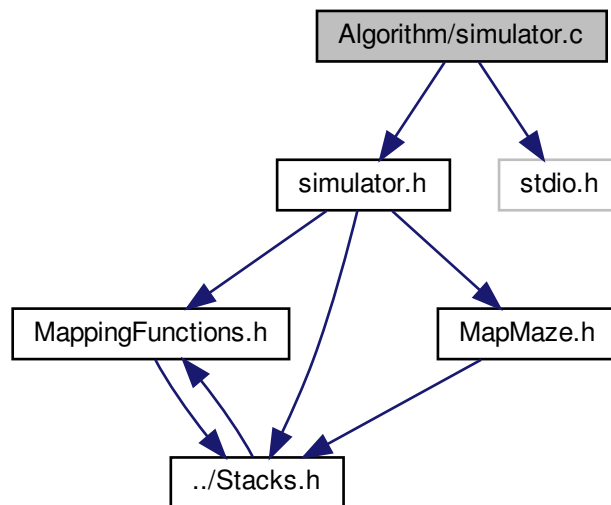 Algorithm/simulator.c
simulator.h
stdio.h
MappingFunctions.h
MapMaze.h
../Stacks.h